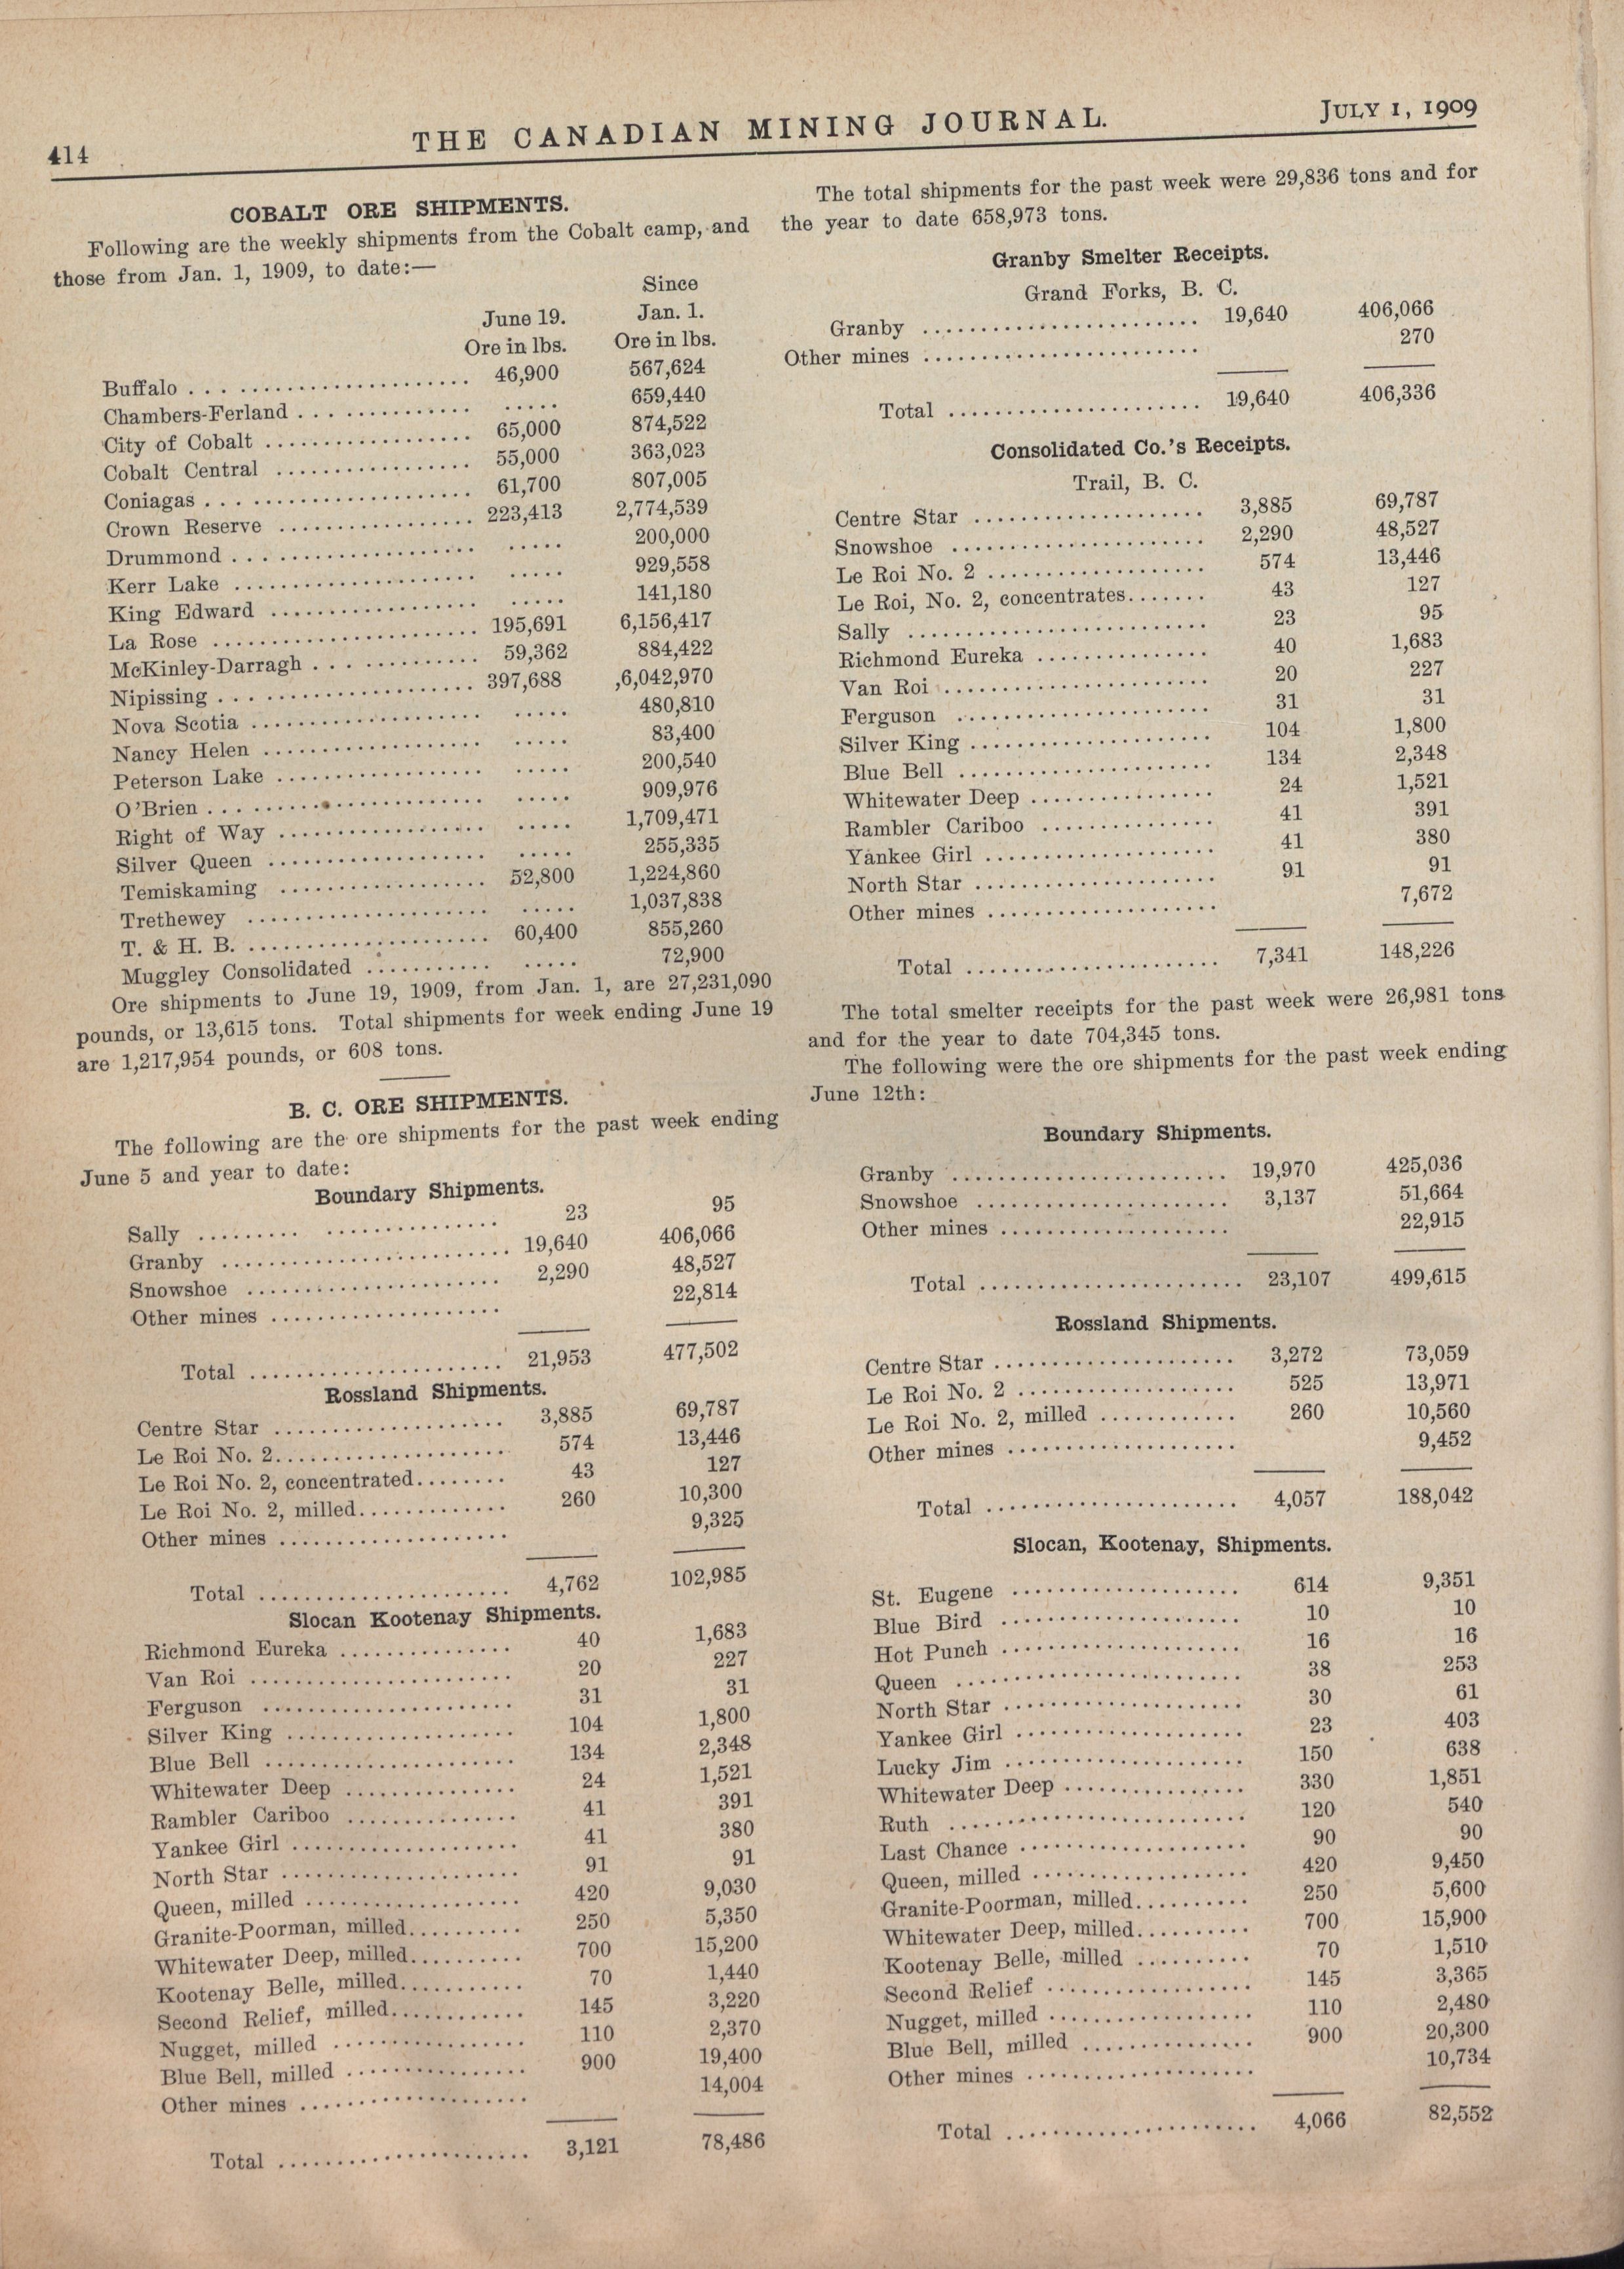 414
THE CANADIAN MINING JOURNAL.
JULY 1, 1909
COBALT ORE SHIPMENTS.
Following are the weekly shipments from the Cobalt camp, and
those from Jan. 1, 1909, to date:—
Since
June 19. Jan. 1.
Ore in lbs. Ore in lbs.
Buffalo ... .................... 46,900 567,624
Chambers-Ferland ... ............ ..... 659,440
City of Cobalt .................. 65,000 874,522
Cobalt Central ................. 55,000 363,023
Coniagas ... .................... 61,700 807,005
Crown Reserve ................. 223,413 2,774,539
Drummond ... .................. ..... 200,000
Kerr Lake ..................... ..... 929,558
King Edward .................. ..... 141,180
La Rose ....................... 195,691 6,156,417
McKinley-Darragh ... ........... 59,362 884,422
Nipissing ... ................... 397,688 ,6,042,970
Nova Scotia .................... ..... 480,810
Nancy Helen ................... ..... 83,400
Peterson Lake .................. ..... 200,540
O'Brien ... ..................... ..... 909,976
Right of Way .................. ..... 1,709,471
Silver Queen ................... ..... 255,335
Temiskaming .................. 52,800 1,224,860
Trethewey ..................... ..... 1,037,838
T. & H. B. ..................... 60,400 855,260
Muggley Consolidated ........... ..... 72,900
Ore shipments to June 19, 1909, from Jan. 1, are 27,231,090
pounds, or 13,615 tons. Total shipments for week ending June 19
are 1,217,954 pounds, or 608 tons.
B. C. ORE SHIPMENTS.
The following are the ore shipments for the past week ending
June 5 and year to date:
Boundary Shipments.
Sally ......... ............... 23 95
Granby ......................... 19,640 406,066
Snowshoe ...................... 2,290 48,527
Other mines .................... 22,814
Total ...................... 21,953 477,502
Rossland Shipments.
Centre Star .................... 3,885 69,787
Le Roi No. 2.................... 574 13,446
Le Roi No. 2, concentrated........ 43 127
Le Roi No. 2, milled............. 260 10,300
Other mines .................... 9,325
Total ...................... 4,762 102,985
Slocan Kootenay Shipments.
Richmond Eureka ............... 40 1,683
Van Roi ....................... 20 227
Ferguson ...................... 31 31
Silver King .................... 104 1,800
Blue Bell ...................... 134 2,348
Whitewater Deep ............... 24 1,521
Rambler Cariboo ............... 41 391
Yankee Girl .................... 41 380
North Star ..................... 91 91
Queen, milled ................... 420 9,030
Granite-Poorman, milled.......... 250 5,350
Whitewater Deep, milled.......... 700 15,200
Kootenay Belle, milled........... 70 1,440
Second Relief, milled............ 145 3,220
Nugget, milled ................. 110 2,370
Blue Bell, milled ................ 900 19,400
Other mines .................... 14,004
Total ...................... 3,121 78,486
The total shipments for the past week were 29,836 tons and for
the year to date 658,973 tons.
Granby Smelter Receipts.
Grand Forks, B. C.
Granby ........................ 19,640 406,066
Other mines ........................ 270
Total ...................... 19,640 406,336
Consolidated Co.'s Receipts.
Trail, B. C.
Centre Star .................... 3,885 69,787
Snowshoe ...................... 2,290 48,527
Le Roi No. 2 ................... 574 13,446
Le Roi, No. 2, concentrates....... 43 127
Sally .......................... 23 95
Richmond Eureka ............... 40 1,683
Van Roi ....................... 20 227
Ferguson ...................... 31 31
Silver King ..................... 104 1,800
Blue Bell ...................... 134 2,348
Whitewater Deep ................ 24 1,521
Rambler Cariboo ............... 41 391
Yankee Girl .................... 41 380
North Star ..................... 91 91
Other mines .................... 7,672
Total ...................... 7,341 148,226
The total smelter receipts for the past week were 26,981 tons
and for the year to date 704,345 tons.
The following were the ore shipments for the past week ending
June 12th:
Boundary Shipments.
Granby ........................ 19,970 425,036
Snowshoe ...................... 3,137 51,664
Other mines .................... 22,915
Total ....................... 23,107 499,615
Rossland Shipments.
Centre Star ..................... 3,272 73,059
Le Roi No. 2 ................... 525 13,971
Le Roi No. 2, milled ............ 260 10,560
Other mines .................... 9,452
Total ...................... 4,057 188,042
Slocan, Kootenay, Shipments.
St. Eugene .................... 614 9,351
Blue Bird ..................... 10 10
Hot Punch ..................... 16 16
Queen ......................... 38 253
North Star ..................... 30 61
Yankee Girl .................... 23 403
Lucky Jim ..................... 150 638
Whitewater Deep ................ 330 1,851
Ruth .......................... 120 540
Last Chance .................... 90 90
Queen, milled ................... 420 9,450
Granite-Poorman, milled.......... 250 5,600
Whitewater Deep, milled.......... 700 15,900
Kootenay Belle, milled .......... 70 1,510
Second Relief .................. 145 3,365
Nugget, milled .................. 110 2,480
Blue Bell, milled ............... 900 20,300
Other mines .................... 10,734
Total ...................... 4,066 82,552